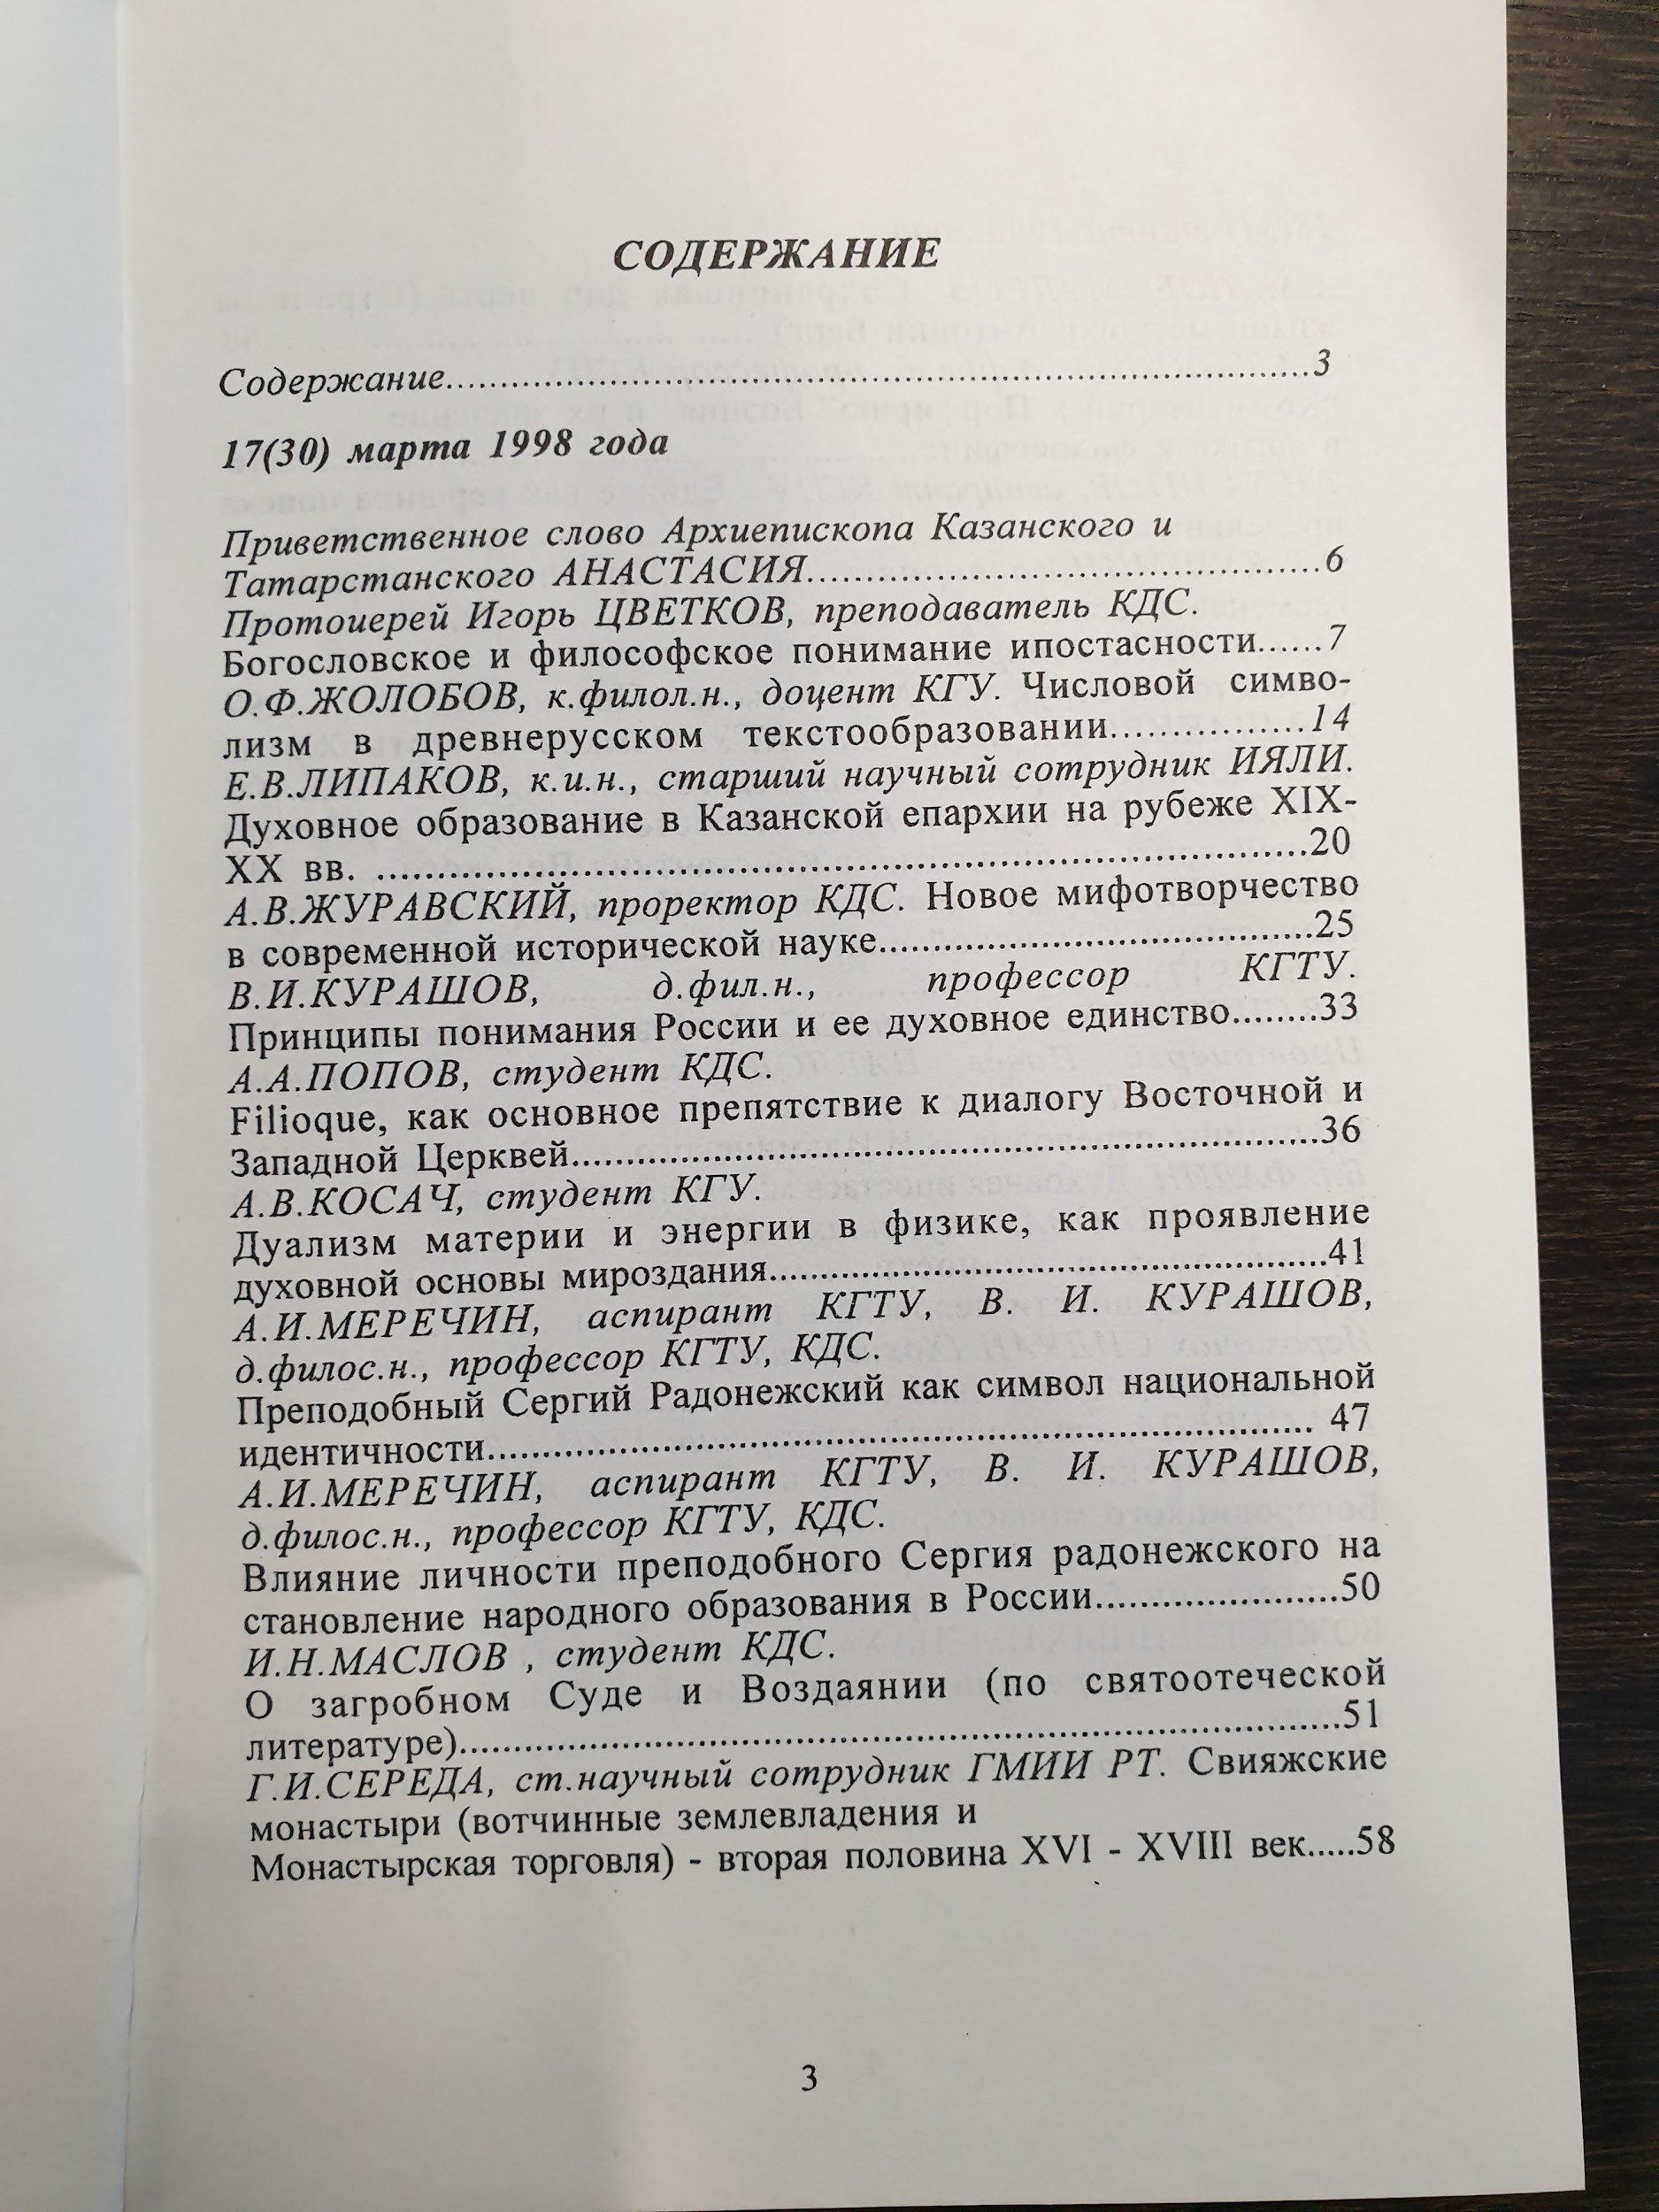 СОДЕРЖАНИЕ
Содержание................................................................................3
17(30) марта 1998 года
Приветственное слово Архиепископа Казанского и
Татарстанского АНАСТАСИЯ................................................6
Протоиерей Игорь ЦВЕТКОВ, преподаватель КДС.
Богословское и философское понимание ипостасности......7
О.Ф.ЖОЛОБОВ, к.филол.н., доцент КГУ. Числовой симво-
лизм в древнерусском текстообразовании..................14
Е.В.ЛИПАКОВ, к.и.н., старший научный сотрудник ИЯЛИ.
Духовное образование в Казанской епархии на рубеже XIX-
XX вв. ........................................................................................20
А.В.ЖУРАВСКИЙ, проректор КДС. Новое мифотворчество
в современной исторической науке.........................................25
В.И.КУРАШОВ, д.фил.н., профессор КГТУ.
Принципы понимания России и ее духовное единство........33
А.А.ПОПОВ, студент КДС.
Filioque, как основное препятствие к диалогу Восточной и
Западной Церквей.......................................................................36
А.В.КОСАЧ, студент КГУ.
Дуализм материи и энергии в физике, как проявление
духовной основы мироздания.....................................................41
А.И.МЕРЕЧИН, аспирант КГТУ, В. И. КУРАШОВ,
д.филос.н., профессор КГТУ, КДС.
Преподобный Сергий Радонежский как символ национальной
идентичности............................................................................... 47
А.И.МЕРЕЧИН, аспирант КГТУ, В. И. КУРАШОВ,
д.филос.н., профессор КГТУ, КДС.
Влияние личности преподобного Сергия радонежского на
становление народного образования в России.......................50
И.Н.МАСЛОВ , студент КДС.
О загробном Суде и Воздаянии (по святоотеческой
литературе)..................................................................................51
Г.И.СЕРЕДА, ст.научный сотрудник ГМИИ РТ. Свияжские
монастыри (вотчинные землевладения и
Монастырская торговля) - вторая половина XVI - XVIII век.....58
3